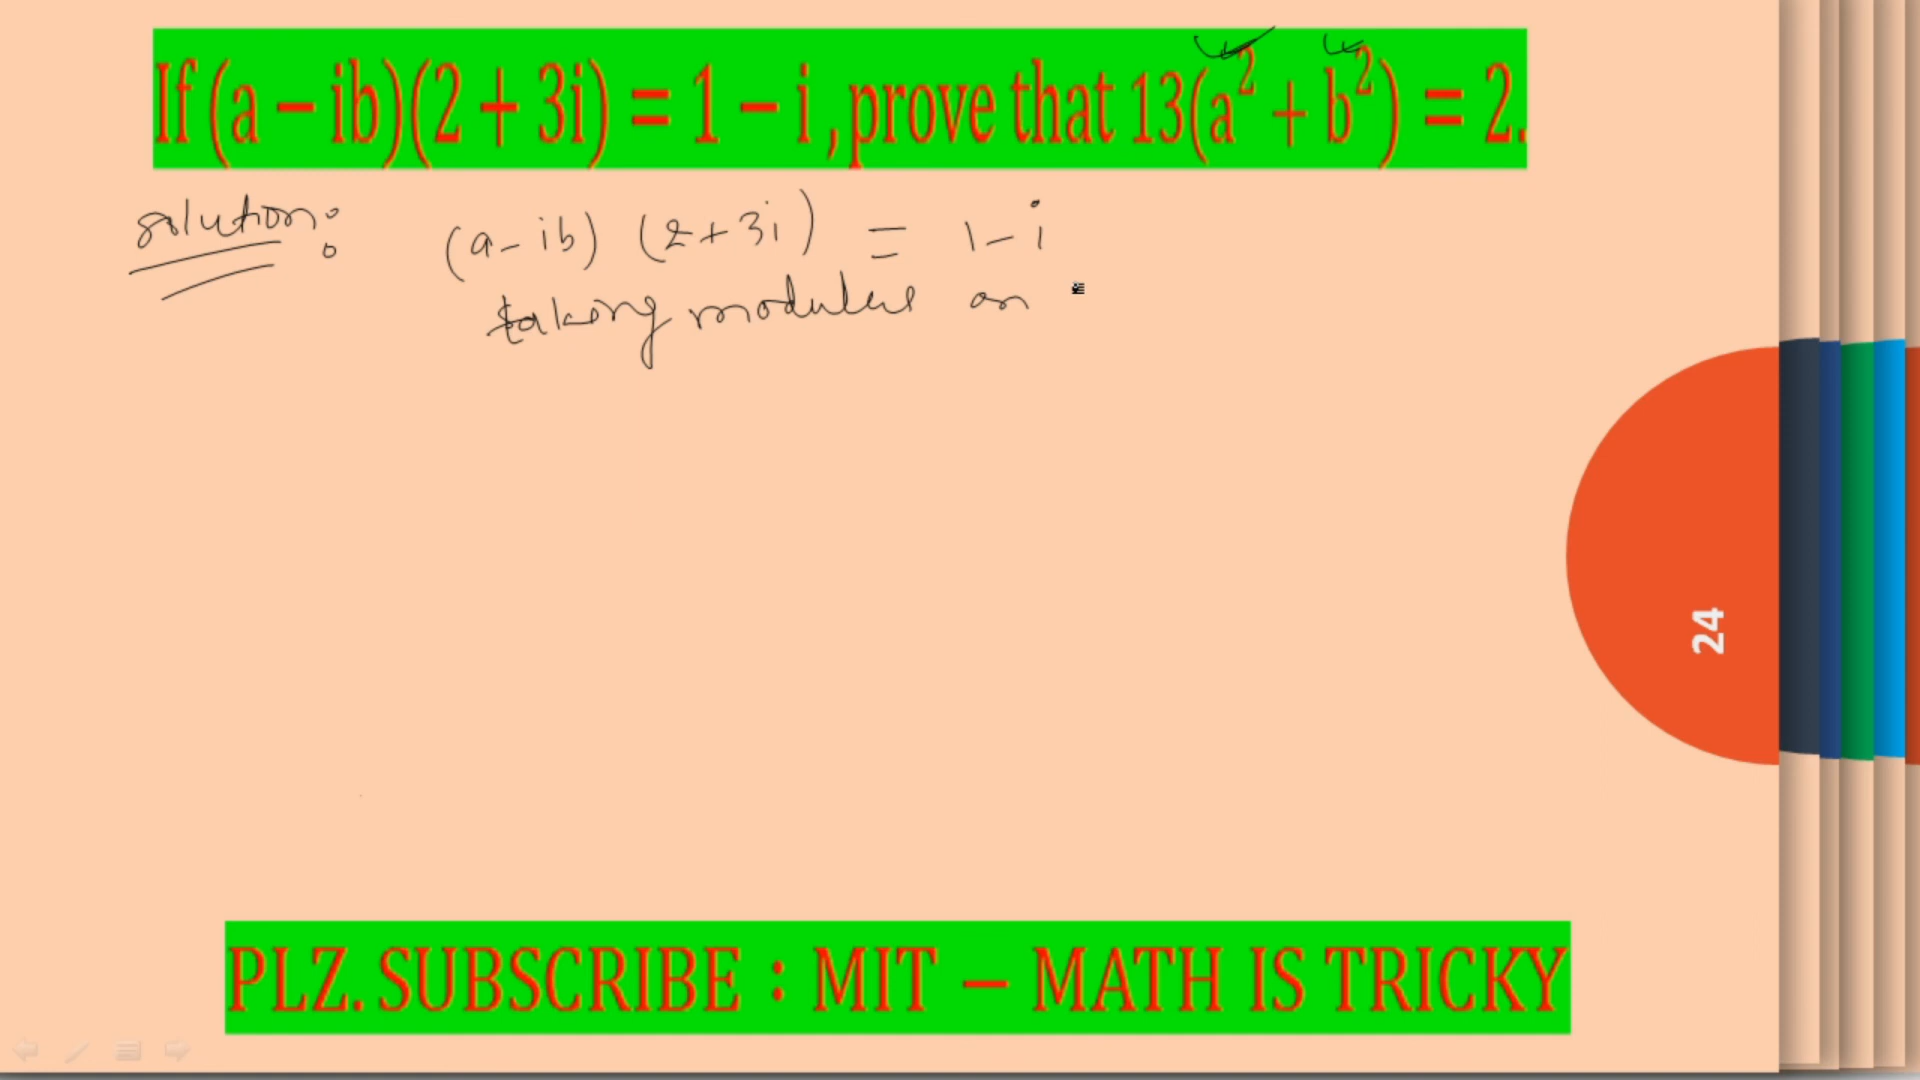 If (a − ib)(2 + 3i) = 1 − i , prove that 13(a² + b²) = 2.
solution: (a - ib) (2+3i) = 1 - i
taking modulus on
24
PLZ. SUBSCRIBE : MIT − MATH IS TRICKY